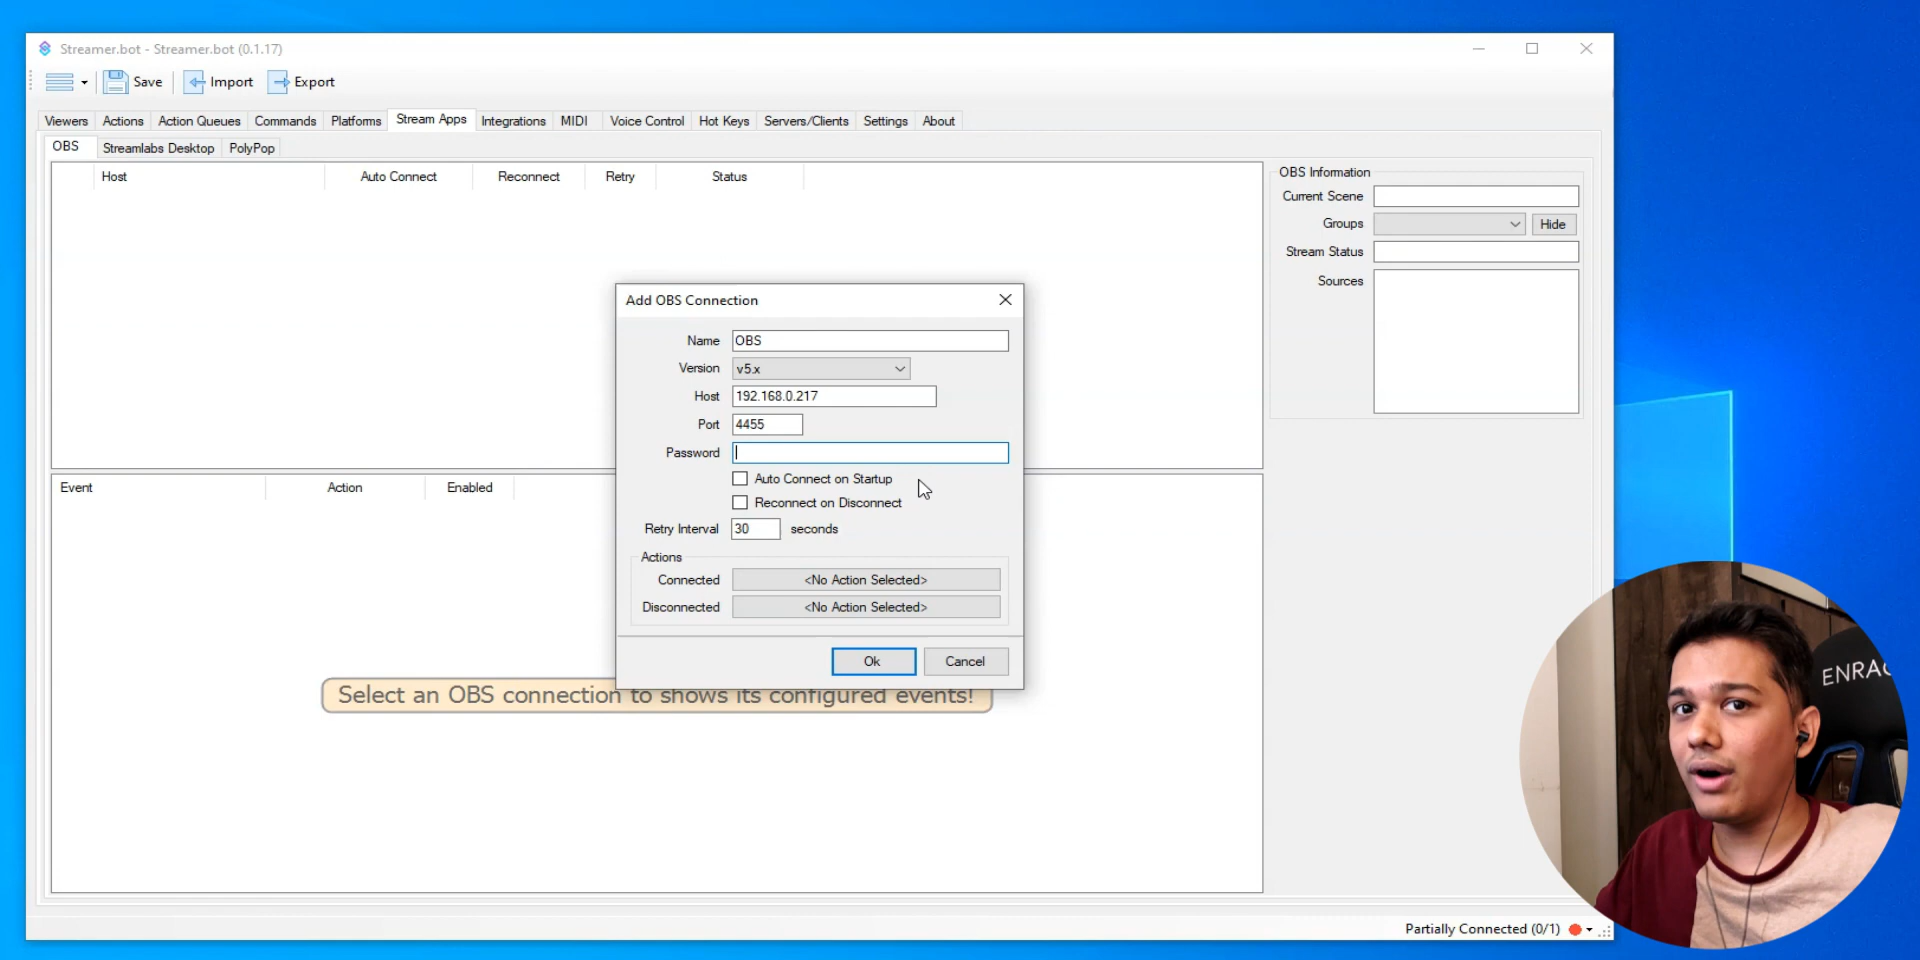 Streamer.bot - Streamer.bot (0.1.17)
Save Import Export
Viewers Actions Action Queues Commands Platforms Stream Apps Integrations MIDI Voice Control Hot Keys Servers/Clients Settings About
OBS Streamlabs Desktop PolyPop
Host Auto Connect Reconnect Retry Status
OBS Information
Current Scene
Groups Hide
Stream Status
Sources
Add OBS Connection
Name OBS
Version v5.x
Host 192.168.0.217
Port 4455
Password
Auto Connect on Startup
Reconnect on Disconnect
Retry Interval 30 seconds
Actions
Connected <No Action Selected>
Disconnected <No Action Selected>
Ok Cancel
Event Action Enabled
Select an OBS connection to shows its configured events!
Partially Connected (0/1)